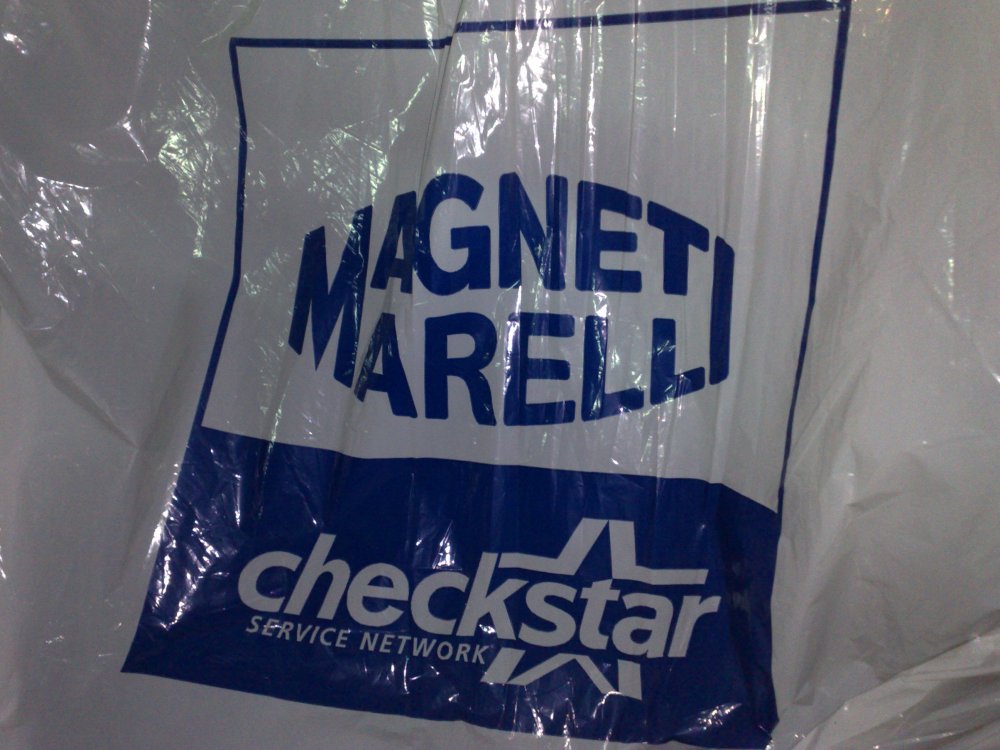 MAGNETI
MARELLI
checkstar
SERVICE NETWORK